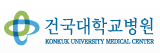 건국대학교병원
KONKUK UNIVERSITY MEDICAL CENTER